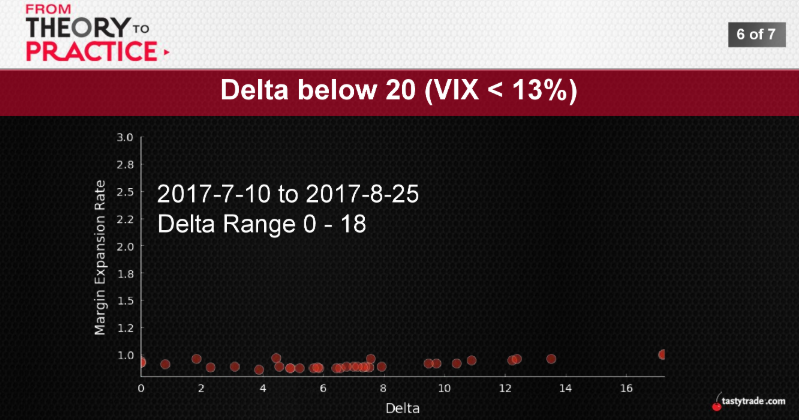 FROM
THEORY TO
PRACTICE
6 of 7
Delta below 20 (VIX < 13%)
3.0
2.8
2.5
2.2
2.0
1.8
1.5
1.2
1.0
Margin Expansion Rate
2017-7-10 to 2017-8-25
Delta Range 0 - 18
0 2 4 6 8 10 12 14 16
Delta
tastytrade.com